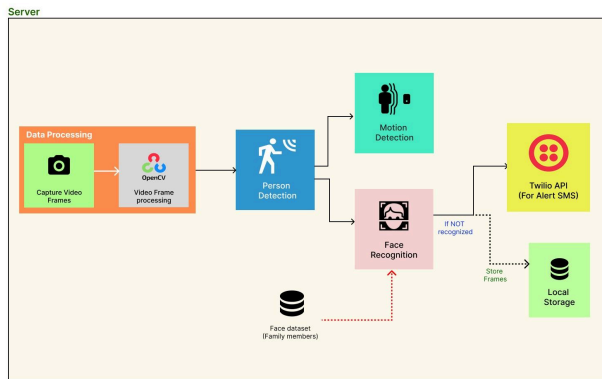 Server
Data Processing
Capture Video
Frames
OpenCV
Video Frame
processing
Person
Detection
Motion
Detection
Face
Recognition
If NOT
recognized
Twilio API
(For Alert SMS)
Store
Frames
Local
Storage
Face dataset
(Family members)